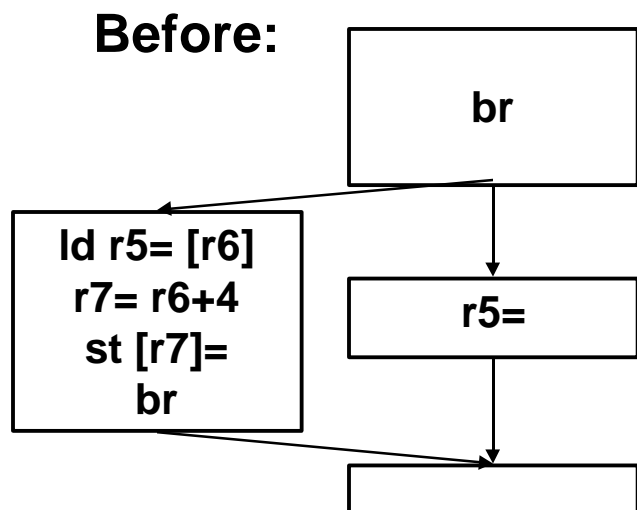 Before:
br
ld r5= [r6]
r7= r6+4
st [r7]=
br
r5=